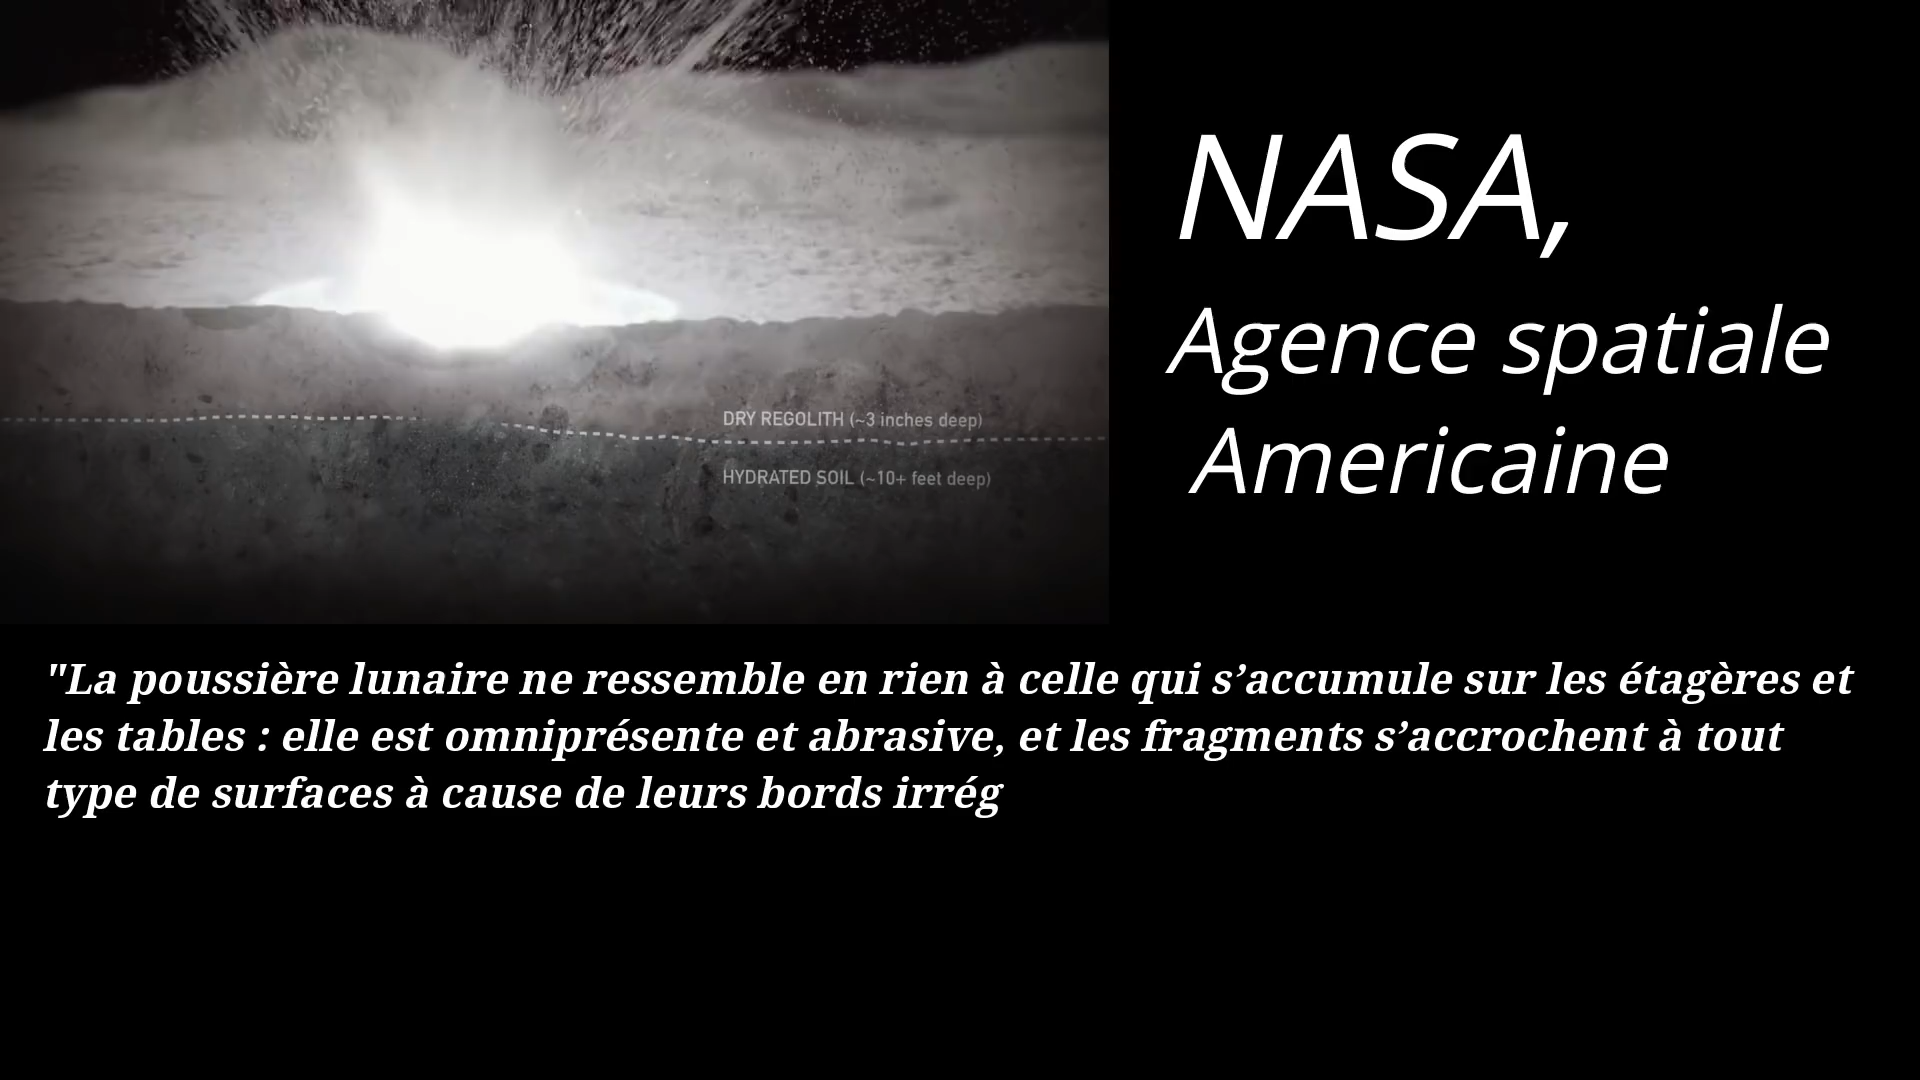 NASA,
Agence spatiale
Americaine
DRY REGOLITH (~3 inches deep)
HYDRATED SOIL (~10+ feet deep)
"La poussière lunaire ne ressemble en rien à celle qui s’accumule sur les étagères et
les tables : elle est omniprésente et abrasive, et les fragments s’accrochent à tout
type de surfaces à cause de leurs bords irrég